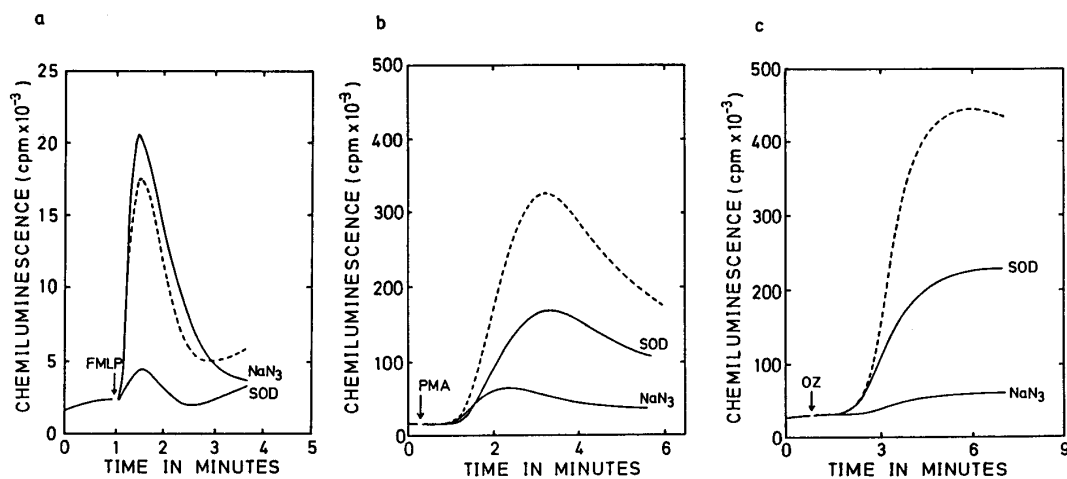 a
CHEMILUMINESCENCE (cpm x10⁻³)
25
20
15
10
5
0
FMLP
NaN₃
SOD
0 1 2 3 4 5
TIME IN MINUTES
b
CHEMILUMINESCENCE (cpm x10⁻³)
500
400
300
200
100
0
PMA
SOD
NaN₃
0 2 4 6
TIME IN MINUTES
c
CHEMILUMINESCENCE (cpm x10⁻³)
500
400
300
200
100
0
OZ
SOD
NaN₃
0 3 6 9
TIME IN MINUTES